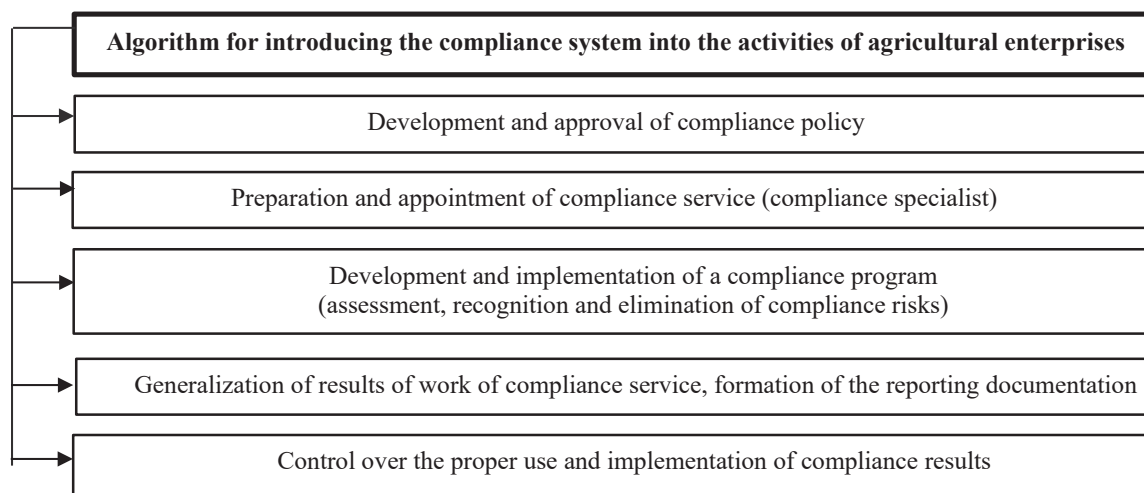 Algorithm for introducing the compliance system into the activities of agricultural enterprises
Development and approval of compliance policy
Preparation and appointment of compliance service (compliance specialist)
Development and implementation of a compliance program
(assessment, recognition and elimination of compliance risks)
Generalization of results of work of compliance service, formation of the reporting documentation
Control over the proper use and implementation of compliance results